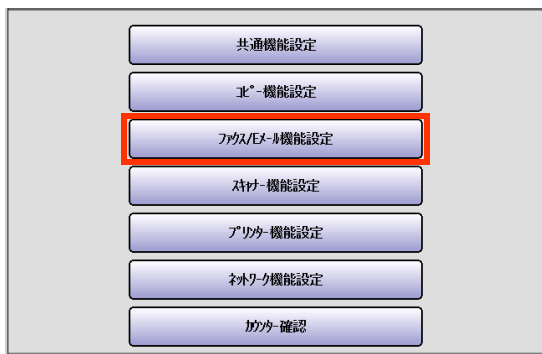 共通機能設定
ｺﾋﾟｰ機能設定
ﾌｧｸｽ/Eﾒｰﾙ機能設定
ｽｷｬﾅｰ機能設定
ﾌﾟﾘﾝﾀｰ機能設定
ﾈｯﾄﾜｰｸ機能設定
ｶｳﾝﾀｰ確認